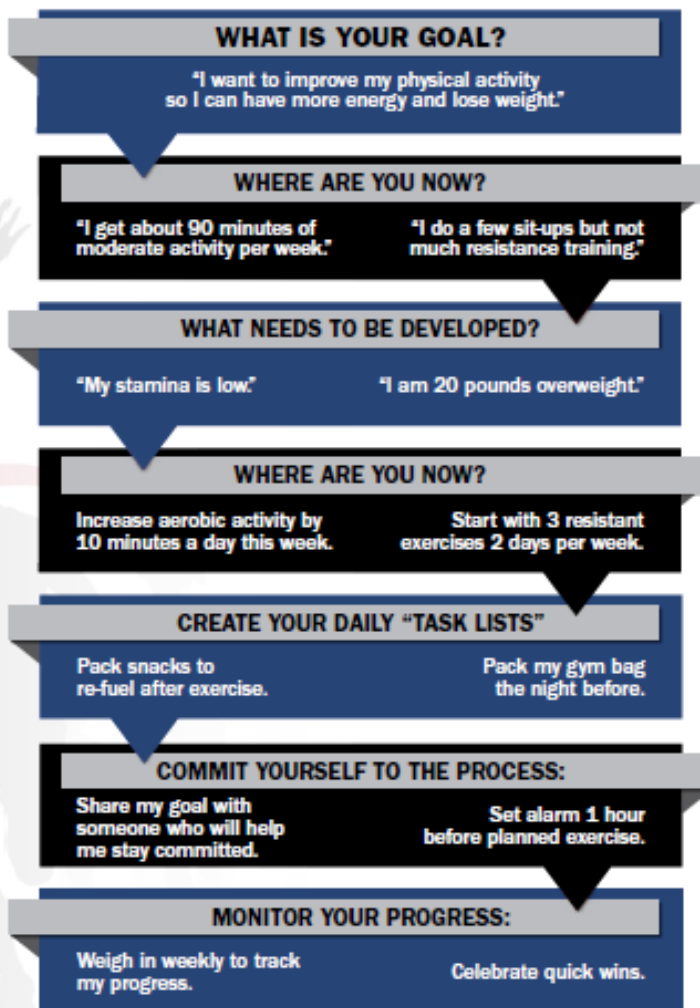 WHAT IS YOUR GOAL?
"I want to improve my physical activity
so I can have more energy and lose weight."
WHERE ARE YOU NOW?
"I get about 90 minutes of
moderate activity per week."
"I do a few sit-ups but not
much resistance training."
WHAT NEEDS TO BE DEVELOPED?
"My stamina is low."
"I am 20 pounds overweight."
WHERE ARE YOU NOW?
Increase aerobic activity by
10 minutes a day this week.
Start with 3 resistant
exercises 2 days per week.
CREATE YOUR DAILY “TASK LISTS”
Pack snacks to
re-fuel after exercise.
Pack my gym bag
the night before.
COMMIT YOURSELF TO THE PROCESS:
Share my goal with
someone who will help
me stay committed.
Set alarm 1 hour
before planned exercise.
MONITOR YOUR PROGRESS:
Weigh in weekly to track
my progress.
Celebrate quick wins.